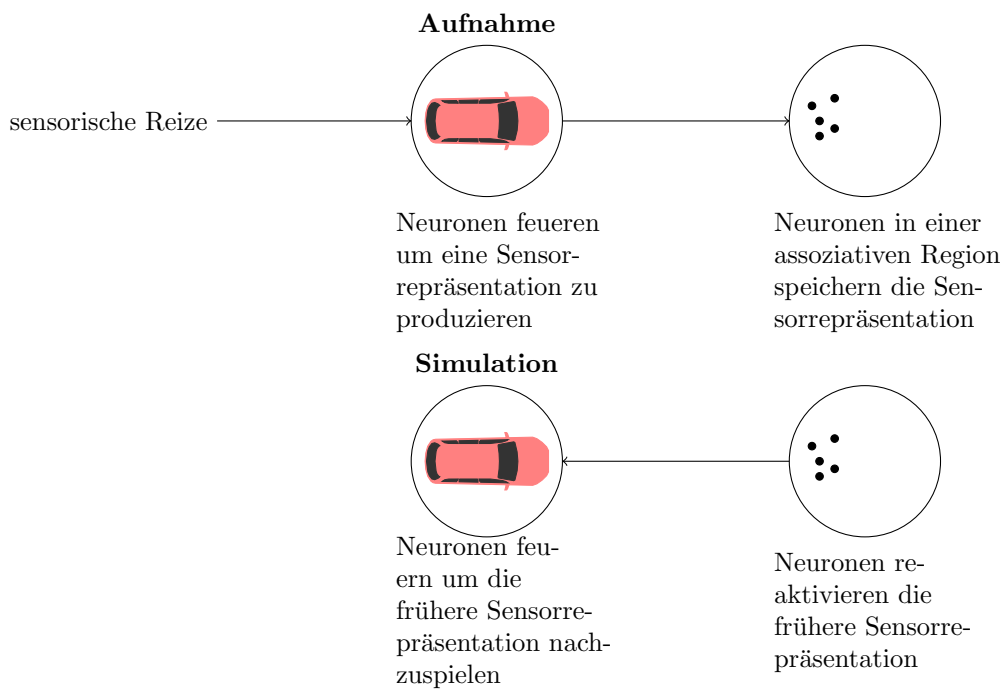 Aufnahme
sensorische Reize
Neuronen feueren
um eine Sensor-
repräsentation zu
produzieren
Neuronen in einer
assoziativen Region
speichern die Sen-
sorrepräsentation
Simulation
Neuronen feu-
ern um die
frühere Sensorre-
präsentation nach-
zuspielen
Neuronen re-
aktivieren die
frühere Sensorre-
präsentation